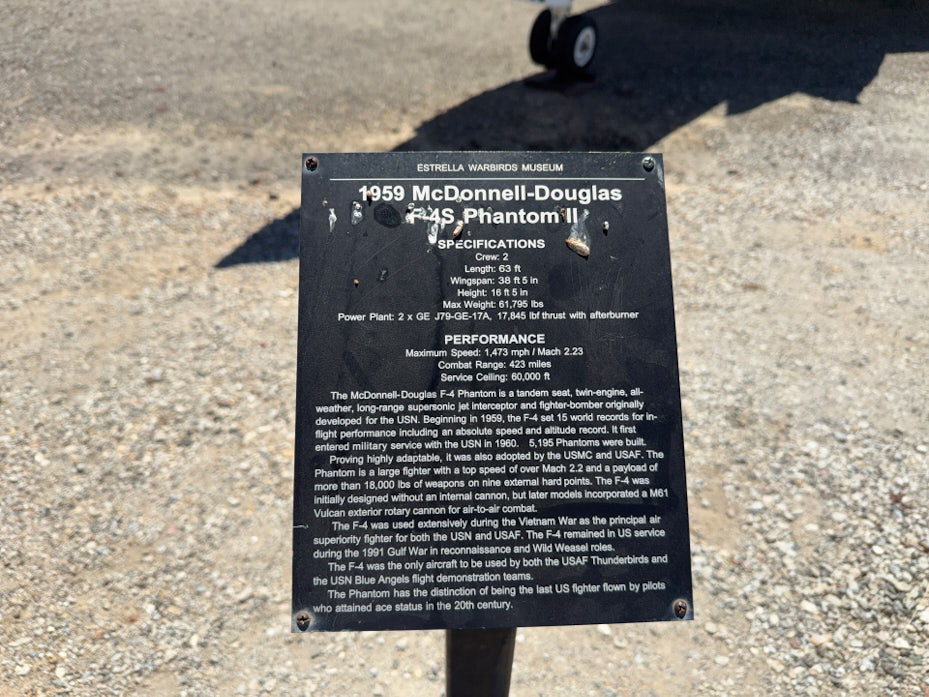 ESTRELLA WARBIRDS MUSEUM
1959 McDonnell-Douglas
F-4S Phantom II
SPECIFICATIONS
Crew: 2
Length: 63 ft
Wingspan: 38 ft 5 in
Height: 16 ft 5 in
Max Weight: 61,795 lbs
Power Plant: 2 x GE J79-GE-17A, 17,845 lbf thrust with afterburner
PERFORMANCE
Maximum Speed: 1,473 mph / Mach 2.23
Combat Range: 423 miles
Service Ceiling: 60,000 ft
The McDonnell-Douglas F-4 Phantom is a tandem seat, twin-engine, all-
weather, long-range supersonic jet interceptor and fighter-bomber originally
developed for the USN. Beginning in 1959, the F-4 set 15 world records for in-
flight performance including an absolute speed and altitude record. It first
entered military service with the USN in 1960. 5,195 Phantoms were built.
Proving highly adaptable, it was also adopted by the USMC and USAF. The
Phantom is a large fighter with a top speed of over Mach 2.2 and a payload of
more than 18,000 lbs of weapons on nine external hard points. The F-4 was
initially designed without an internal cannon, but later models incorporated a M61
Vulcan exterior rotary cannon for air-to-air combat.
The F-4 was used extensively during the Vietnam War as the principal air
superiority fighter for both the USN and USAF. The F-4 remained in US service
during the 1991 Gulf War in reconnaissance and Wild Weasel roles.
The F-4 was the only aircraft to be used by both the USAF Thunderbirds and
the USN Blue Angels flight demonstration teams.
The Phantom has the distinction of being the last US fighter flown by pilots
who attained ace status in the 20th century.